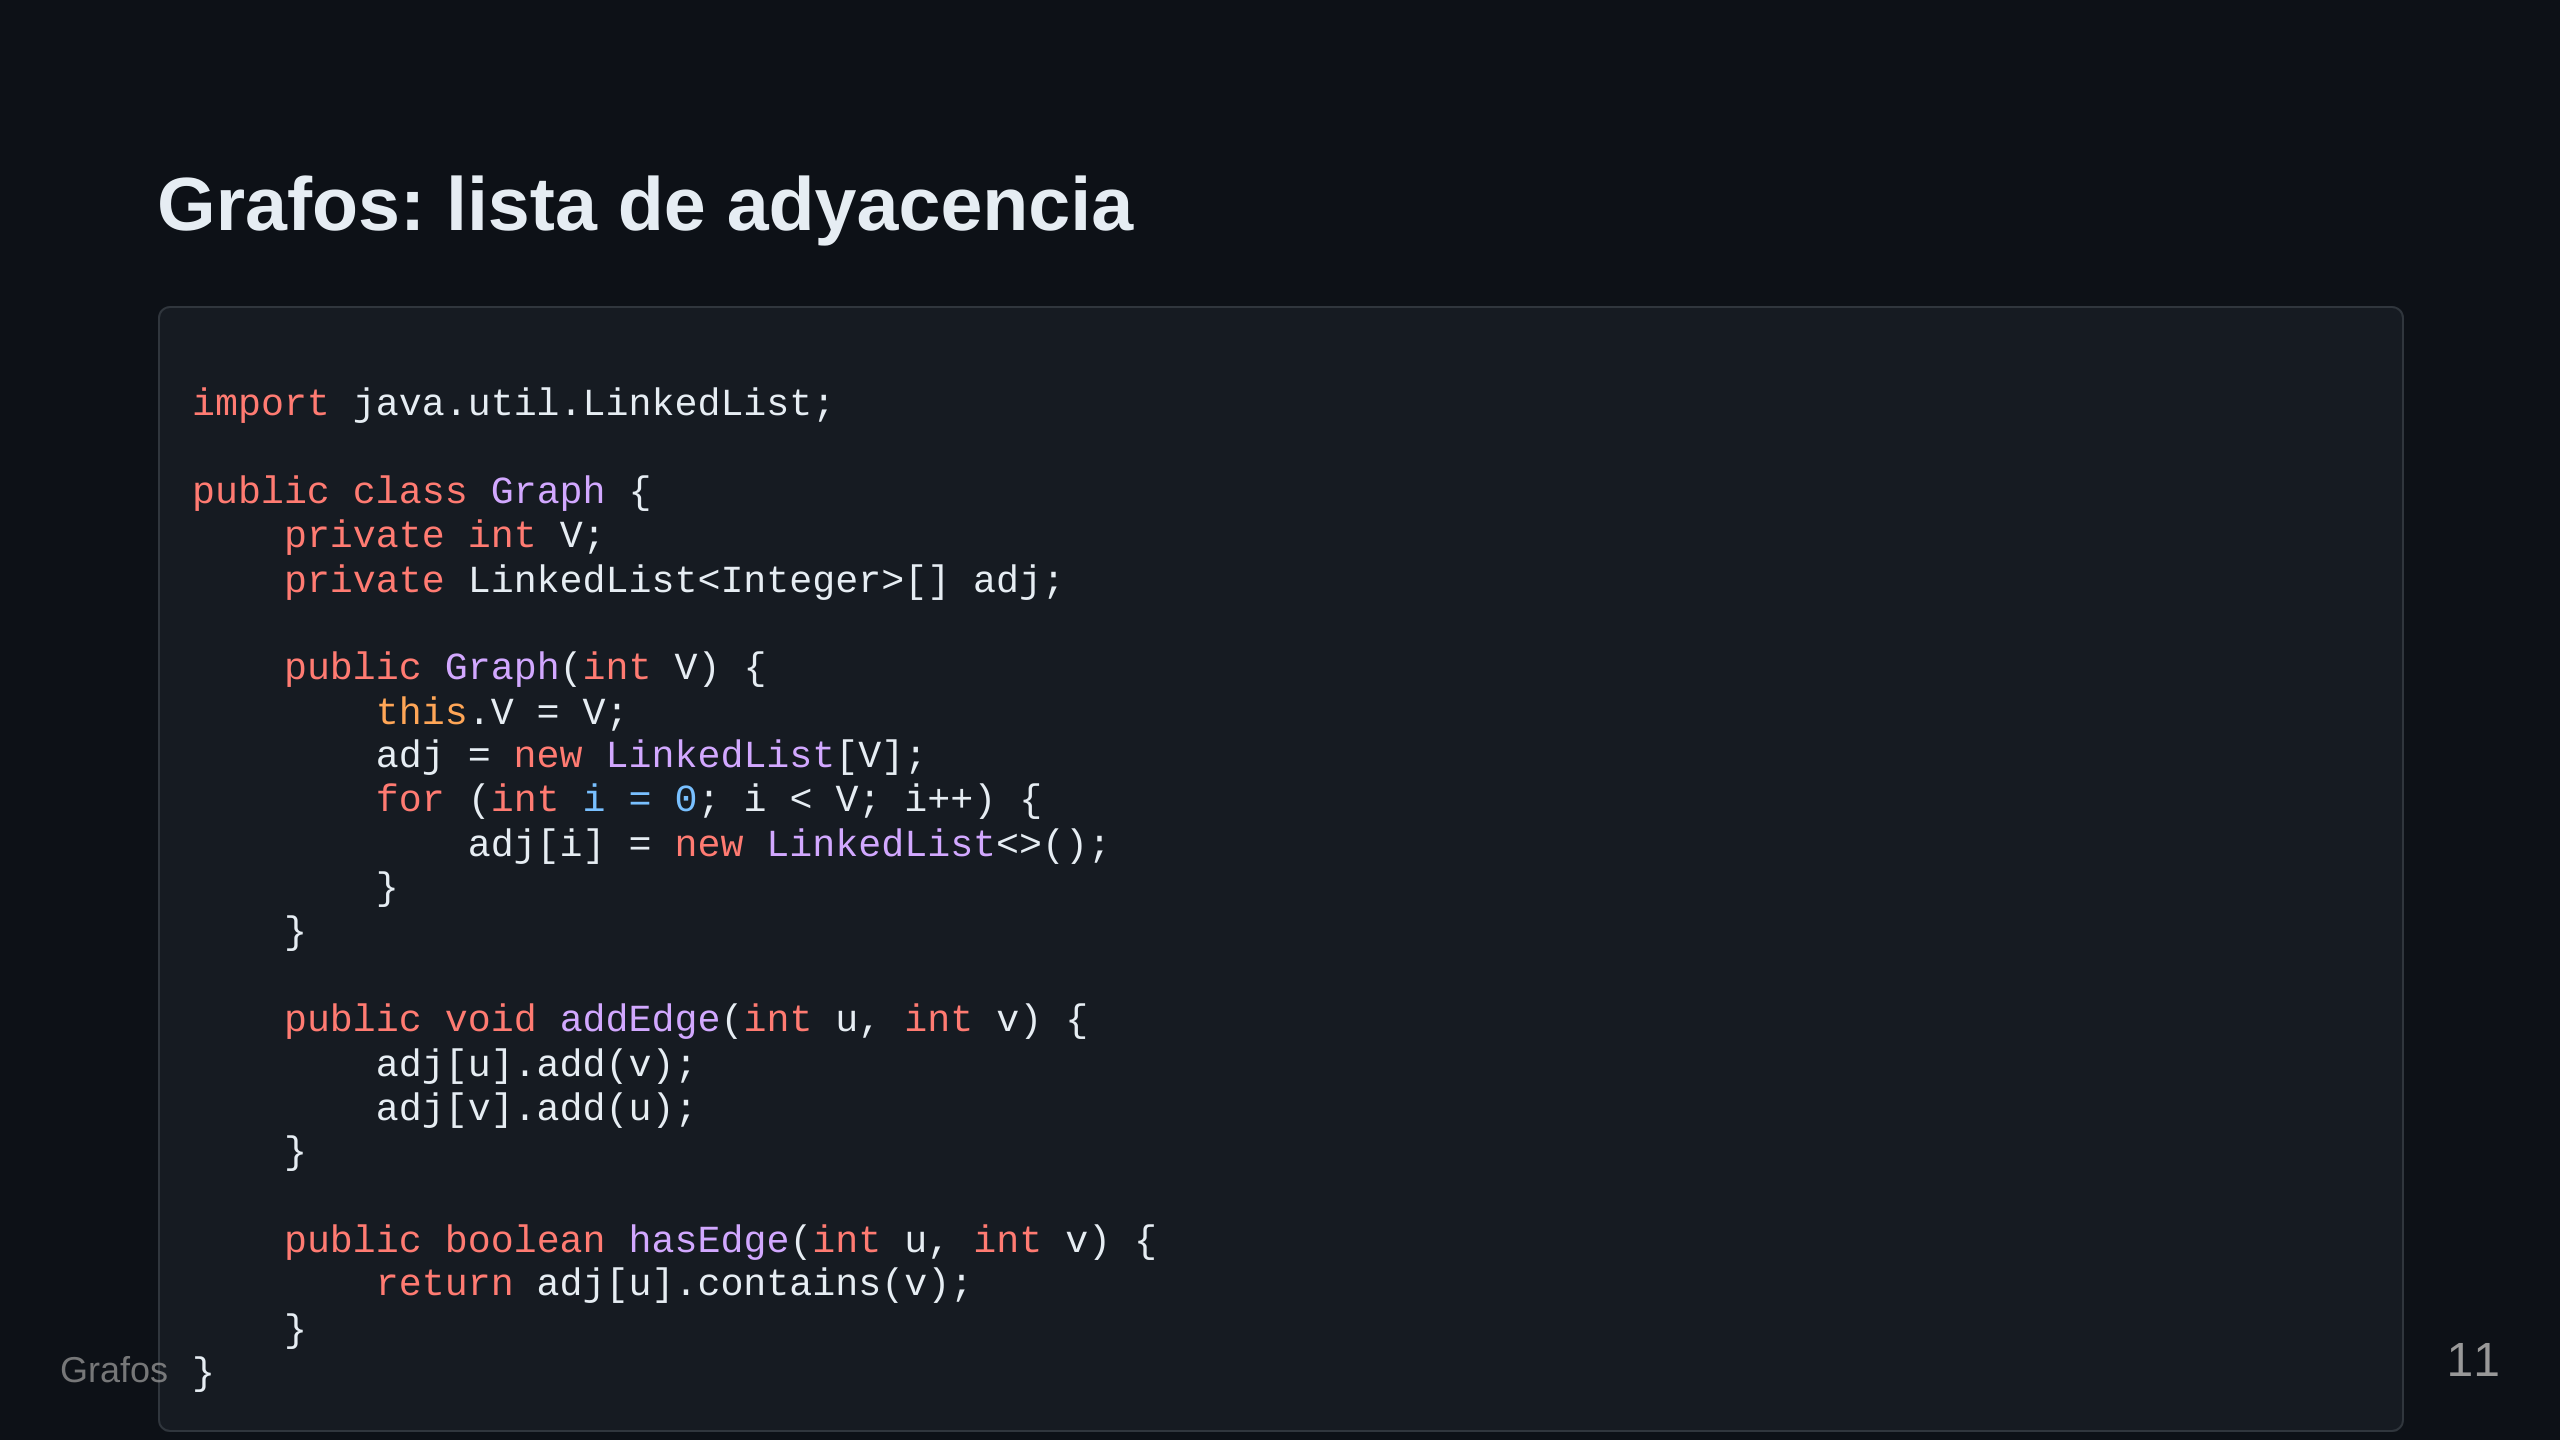 Grafos: lista de adyacencia
import java.util.LinkedList;
public class Graph {
private int V;
private LinkedList<Integer>[] adj;
public Graph(int V) {
this.V = V;
adj = new LinkedList[V];
for (int i = 0; i < V; i++) {
adj[i] = new LinkedList<>();
}
}
public void addEdge(int u, int v) {
adj[u].add(v);
adj[v].add(u);
}
public boolean hasEdge(int u, int v) {
return adj[u].contains(v);
}
}
Grafos
11